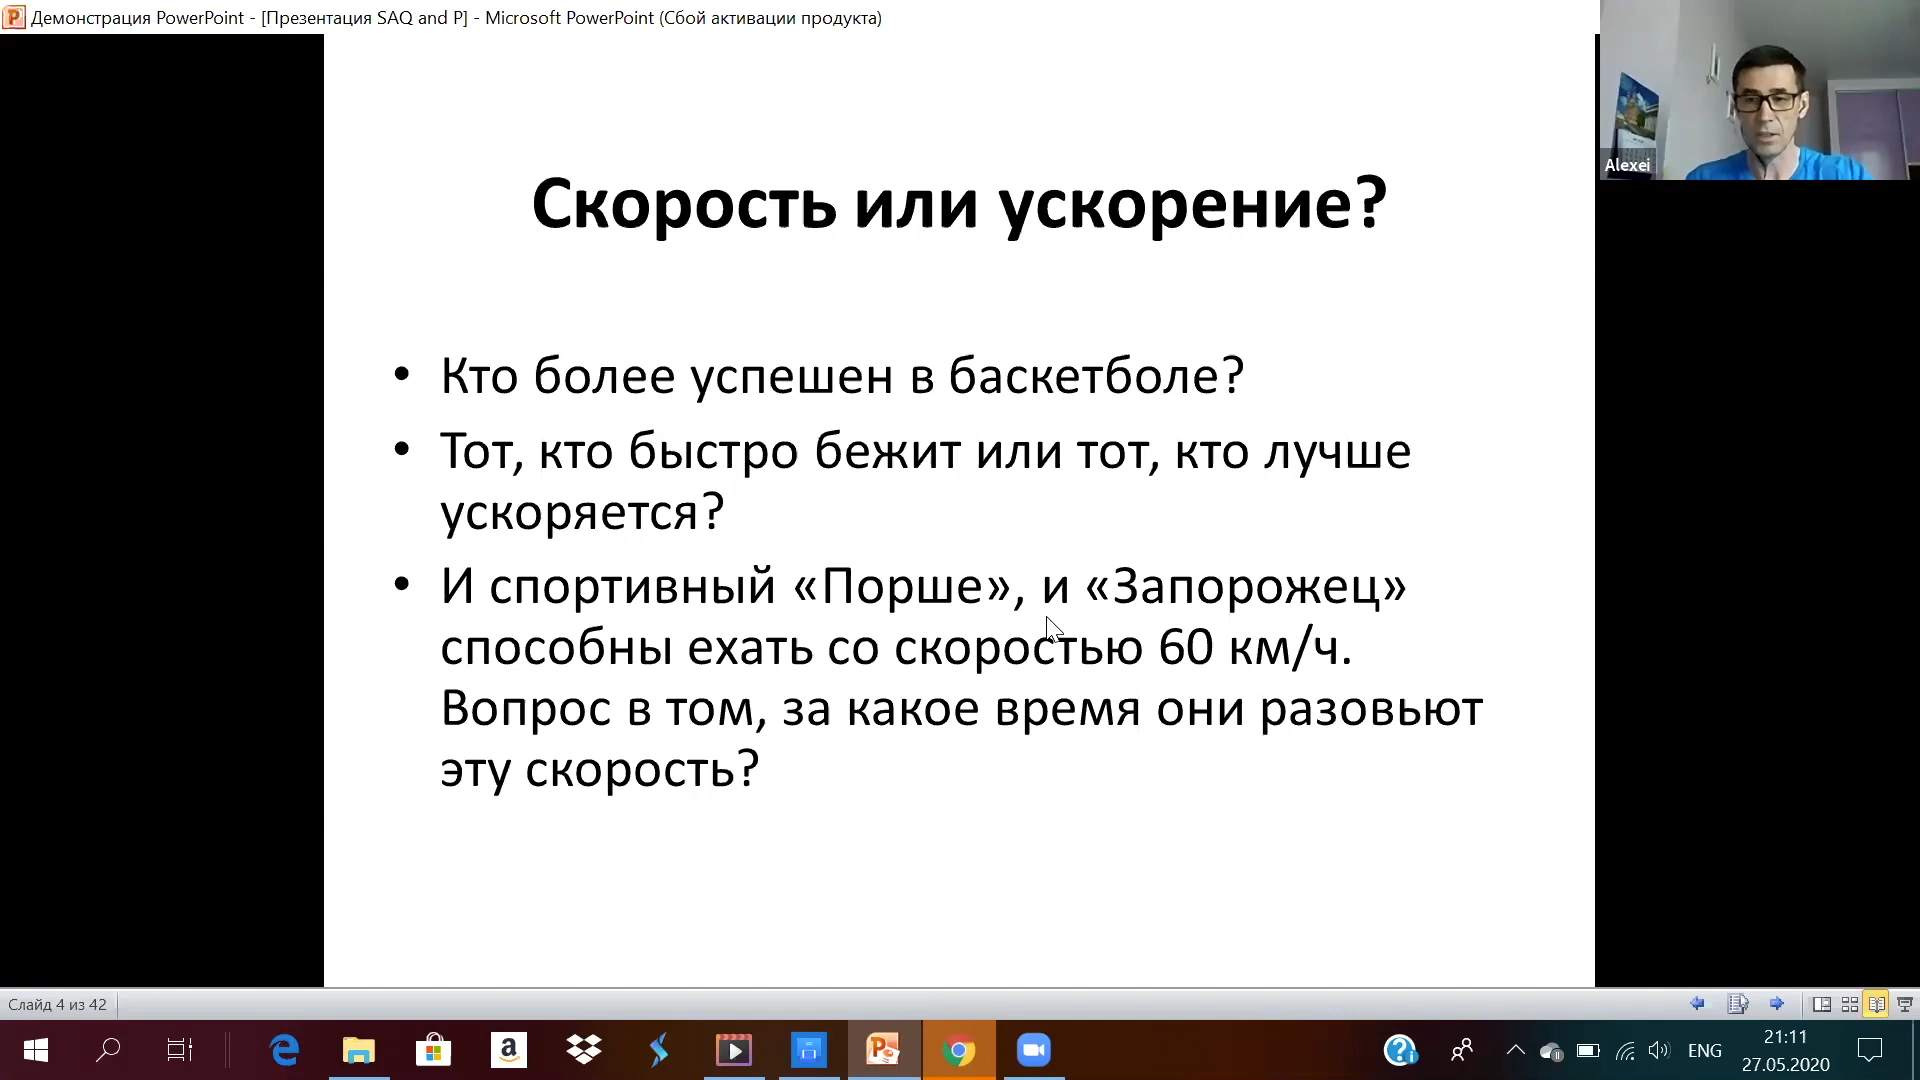 Демонстрация PowerPoint - [Презентация SAQ and P] - Microsoft PowerPoint (Сбой активации продукта)
Alexei
Скорость или ускорение?
• Кто более успешен в баскетболе?
• Тот, кто быстро бежит или тот, кто лучше
ускоряется?
• И спортивный «Порше», и «Запорожец»
способны ехать со скоростью 60 км/ч.
Вопрос в том, за какое время они разовьют
эту скорость?
Слайд 4 из 42
ENG
21:11
27.05.2020